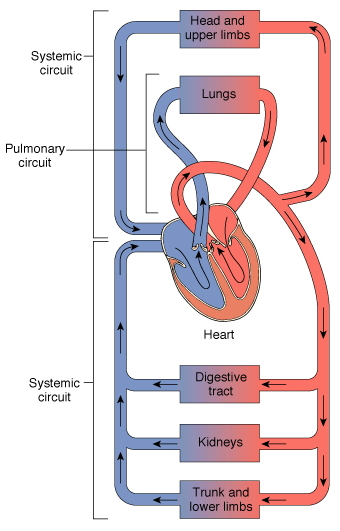 Head and
upper limbs
Systemic
circuit
Lungs
Pulmonary
circuit
Heart
Systemic
circuit
Digestive
tract
Kidneys
Trunk and
lower limbs